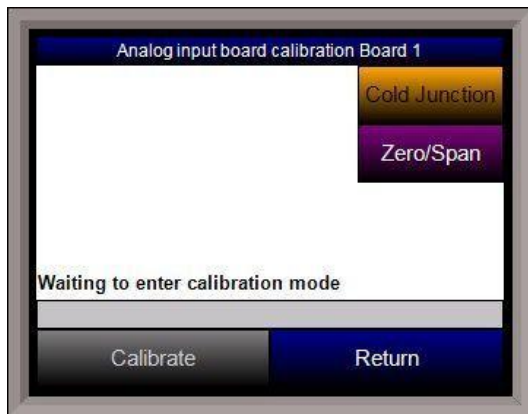 Analog input board calibration Board 1
Cold Junction
Zero/Span
Waiting to enter calibration mode
Calibrate
Return